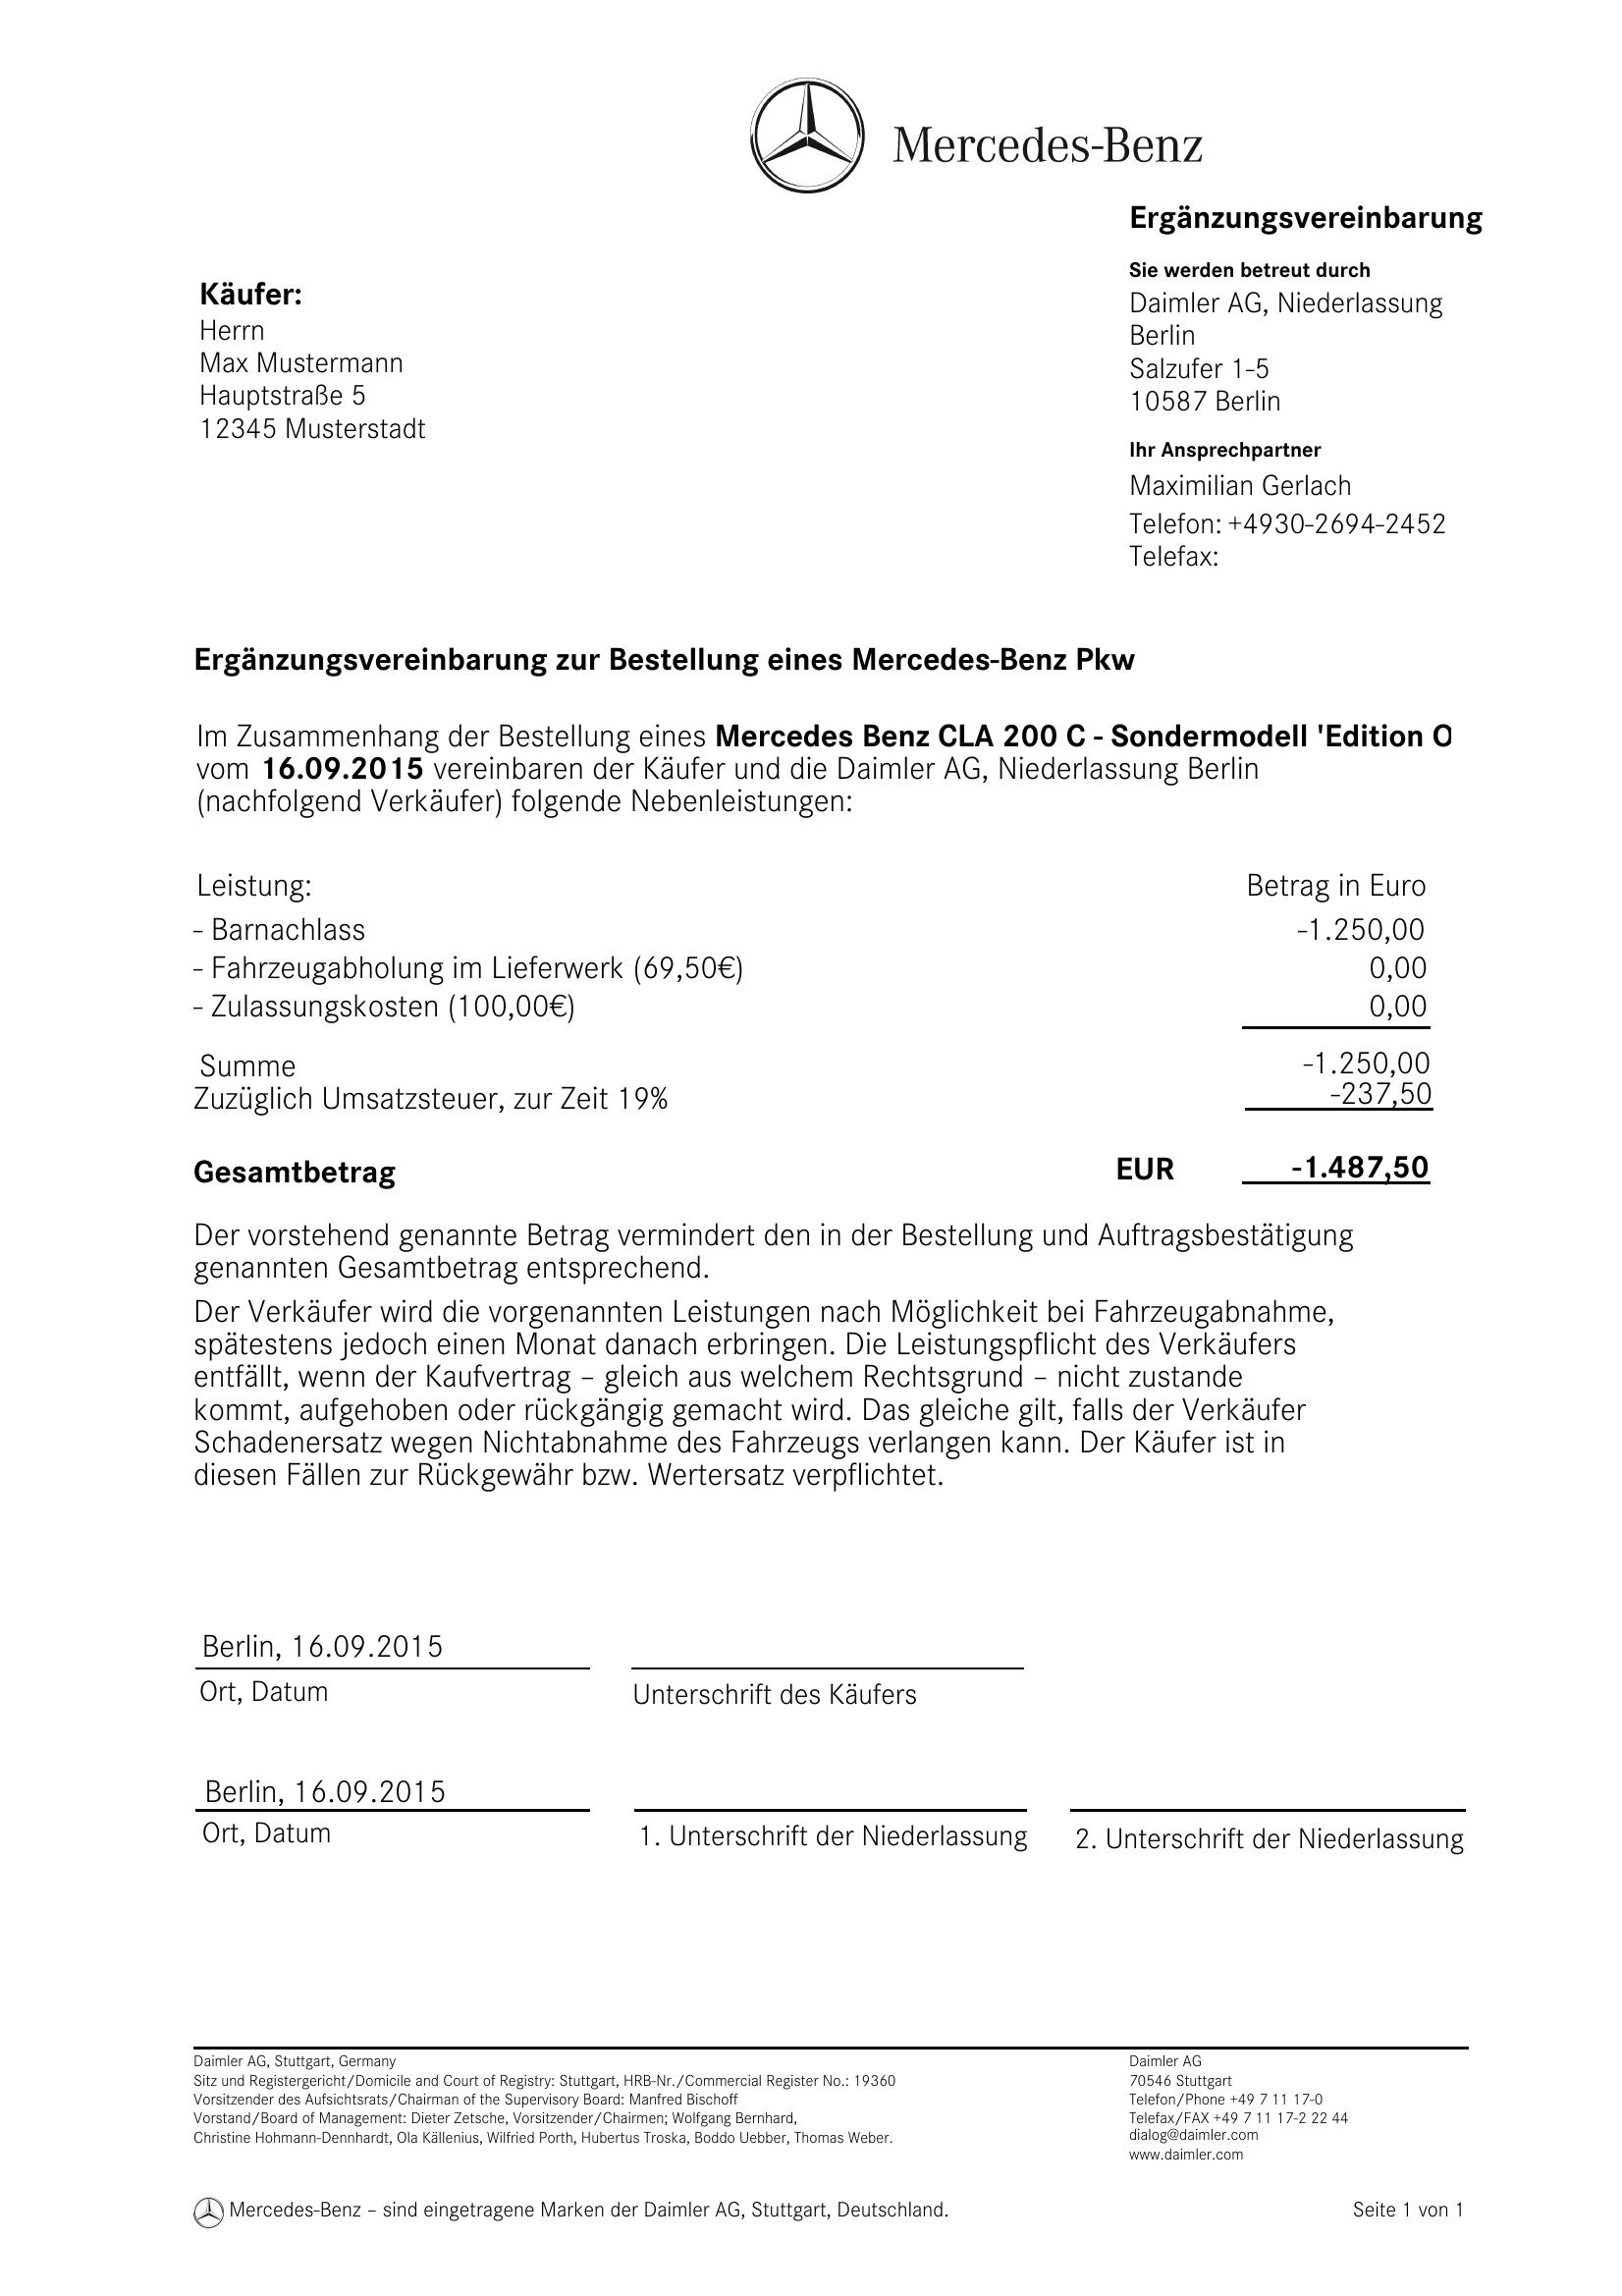 Mercedes-Benz
Ergänzungsvereinbarung
Sie werden betreut durch
Daimler AG, Niederlassung
Berlin
Salzufer 1-5
10587 Berlin
Ihr Ansprechpartner
Maximilian Gerlach
Telefon: +4930-2694-2452
Telefax:
Käufer:
Herrn
Max Mustermann
Hauptstraße 5
12345 Musterstadt
Ergänzungsvereinbarung zur Bestellung eines Mercedes-Benz Pkw
Im Zusammenhang der Bestellung eines Mercedes Benz CLA 200 C - Sondermodell 'Edition O
vom 16.09.2015 vereinbaren der Käufer und die Daimler AG, Niederlassung Berlin
(nachfolgend Verkäufer) folgende Nebenleistungen:
Leistung: Betrag in Euro
- Barnachlass -1.250,00
- Fahrzeugabholung im Lieferwerk (69,50€) 0,00
- Zulassungskosten (100,00€) 0,00
Summe -1.250,00
Zuzüglich Umsatzsteuer, zur Zeit 19% -237,50
Gesamtbetrag EUR -1.487,50
Der vorstehend genannte Betrag vermindert den in der Bestellung und Auftragsbestätigung
genannten Gesamtbetrag entsprechend.
Der Verkäufer wird die vorgenannten Leistungen nach Möglichkeit bei Fahrzeugabnahme,
spätestens jedoch einen Monat danach erbringen. Die Leistungspflicht des Verkäufers
entfällt, wenn der Kaufvertrag – gleich aus welchem Rechtsgrund – nicht zustande
kommt, aufgehoben oder rückgängig gemacht wird. Das gleiche gilt, falls der Verkäufer
Schadenersatz wegen Nichtabnahme des Fahrzeugs verlangen kann. Der Käufer ist in
diesen Fällen zur Rückgewähr bzw. Wertersatz verpflichtet.
Berlin, 16.09.2015
Ort, Datum Unterschrift des Käufers
Berlin, 16.09.2015
Ort, Datum 1. Unterschrift der Niederlassung 2. Unterschrift der Niederlassung
Daimler AG, Stuttgart, Germany
Sitz und Registergericht/Domicile and Court of Registry: Stuttgart, HRB-Nr./Commercial Register No.: 19360
Vorsitzender des Aufsichtsrats/Chairman of the Supervisory Board: Manfred Bischoff
Vorstand/Board of Management: Dieter Zetsche, Vorsitzender/Chairmen; Wolfgang Bernhard,
Christine Hohmann-Dennhardt, Ola Källenius, Wilfried Porth, Hubertus Troska, Boddo Uebber, Thomas Weber.
Daimler AG
70546 Stuttgart
Telefon/Phone +49 7 11 17-0
Telefax/FAX +49 7 11 17-2 22 44
dialog@daimler.com
www.daimler.com
Mercedes-Benz – sind eingetragene Marken der Daimler AG, Stuttgart, Deutschland. Seite 1 von 1